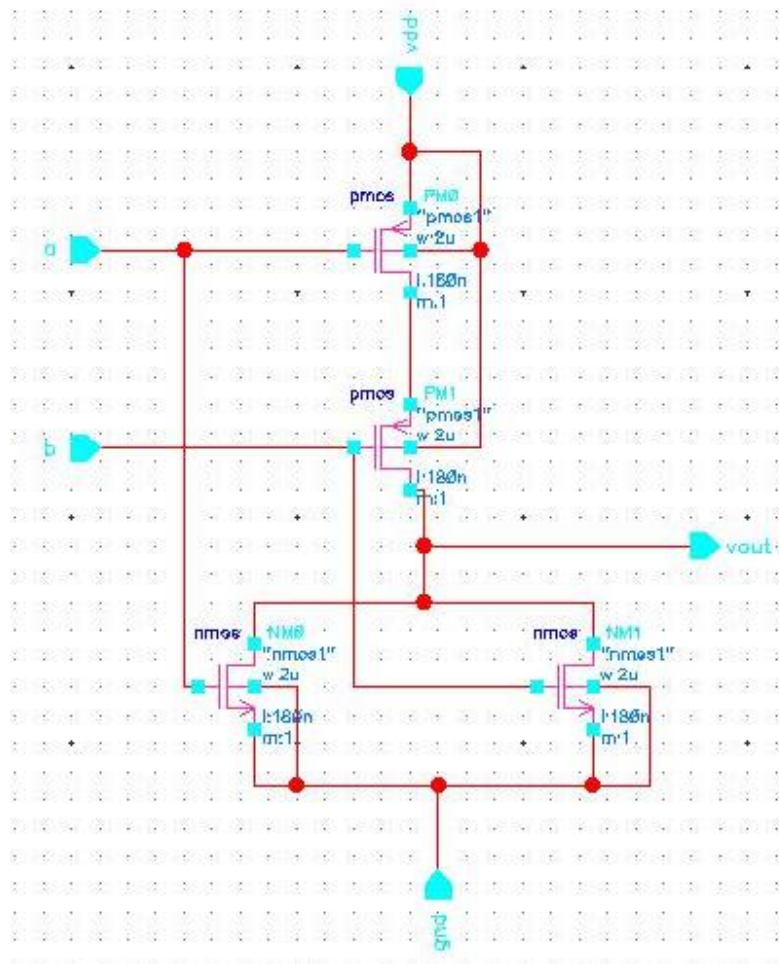 vdd
pmos
PM0
"pmos1"
w:2u
a
l:180n
m:1
pmos
PM1
"pmos1"
w:2u
b
l:180n
m:1
vout
nmos
NM0
"nmos1"
w:2u
l:180n
m:1
nmos
NM1
"nmos1"
w:2u
l:180n
m:1
gnd